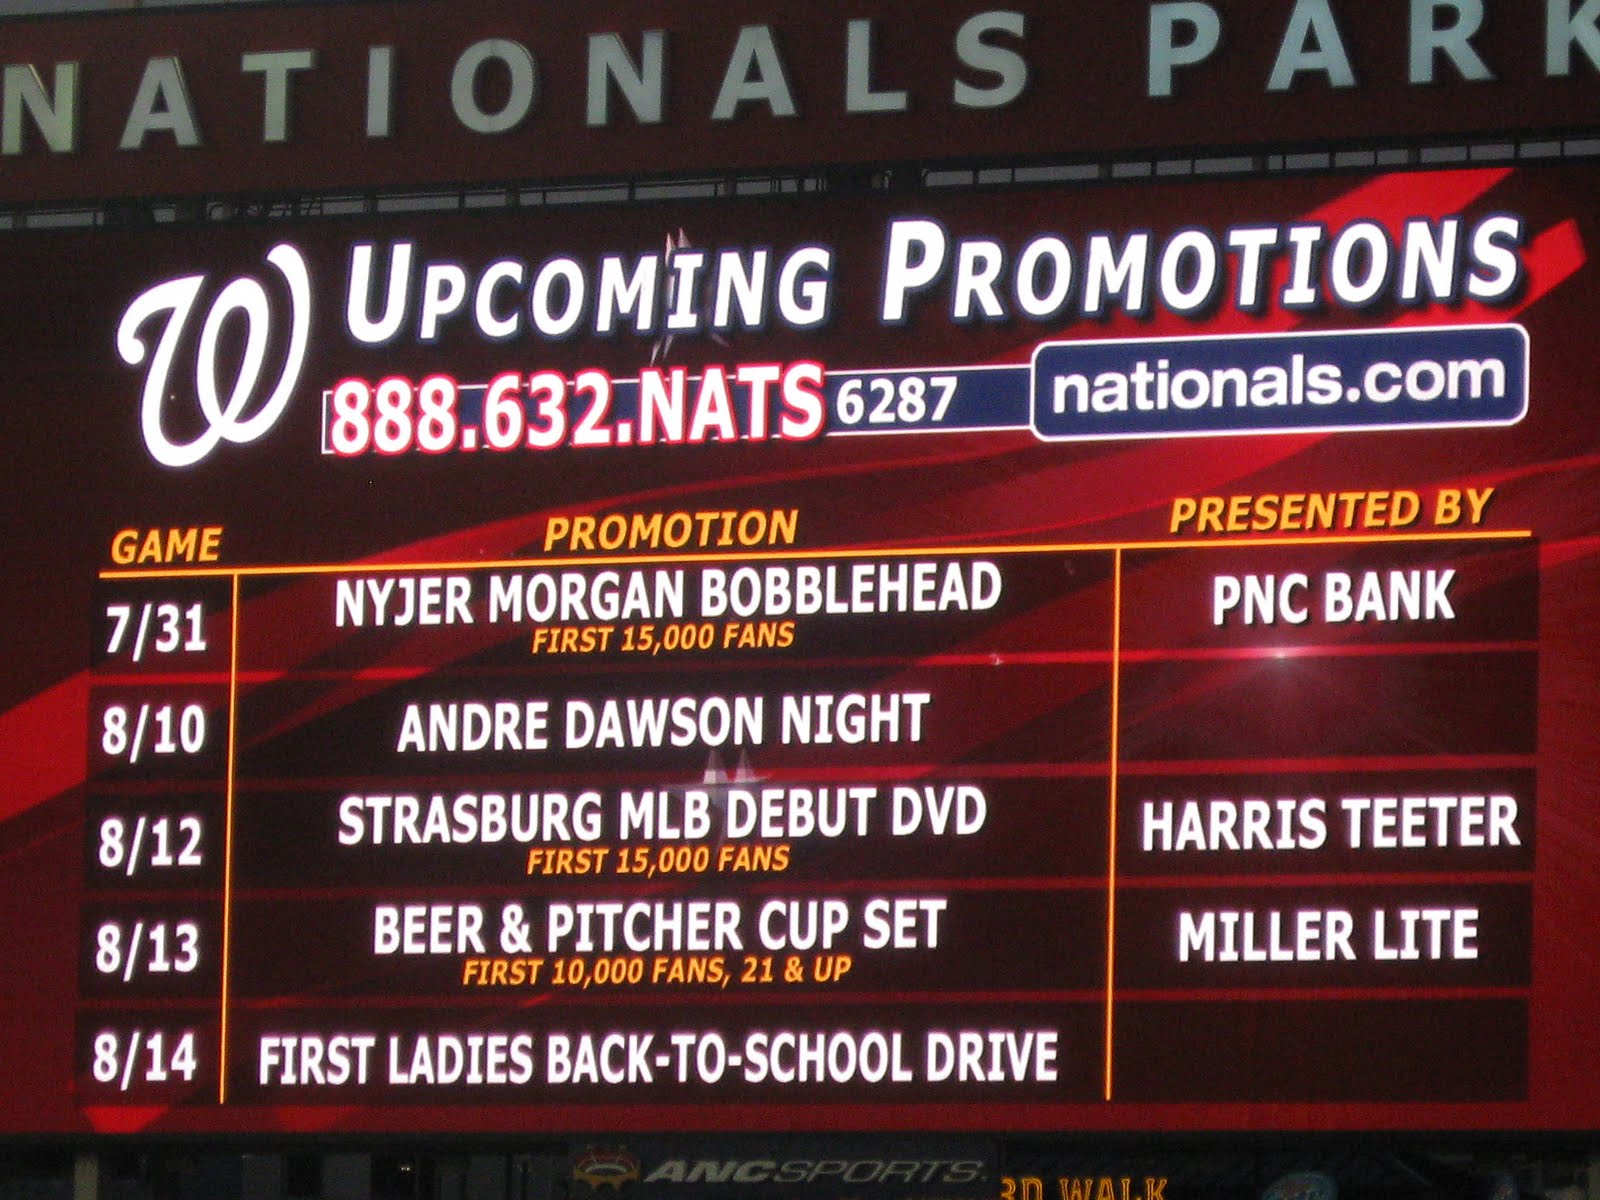 NATIONALS PARK
W UPCOMING PROMOTIONS
888.632.NATS 6287 nationals.com
GAME PROMOTION PRESENTED BY
7/31 NYJER MORGAN BOBBLEHEAD PNC BANK
FIRST 15,000 FANS
8/10 ANDRE DAWSON NIGHT
8/12 STRASBURG MLB DEBUT DVD HARRIS TEETER
FIRST 15,000 FANS
8/13 BEER & PITCHER CUP SET MILLER LITE
FIRST 10,000 FANS, 21 & UP
8/14 FIRST LADIES BACK-TO-SCHOOL DRIVE
ANCSPORTS.
WALK